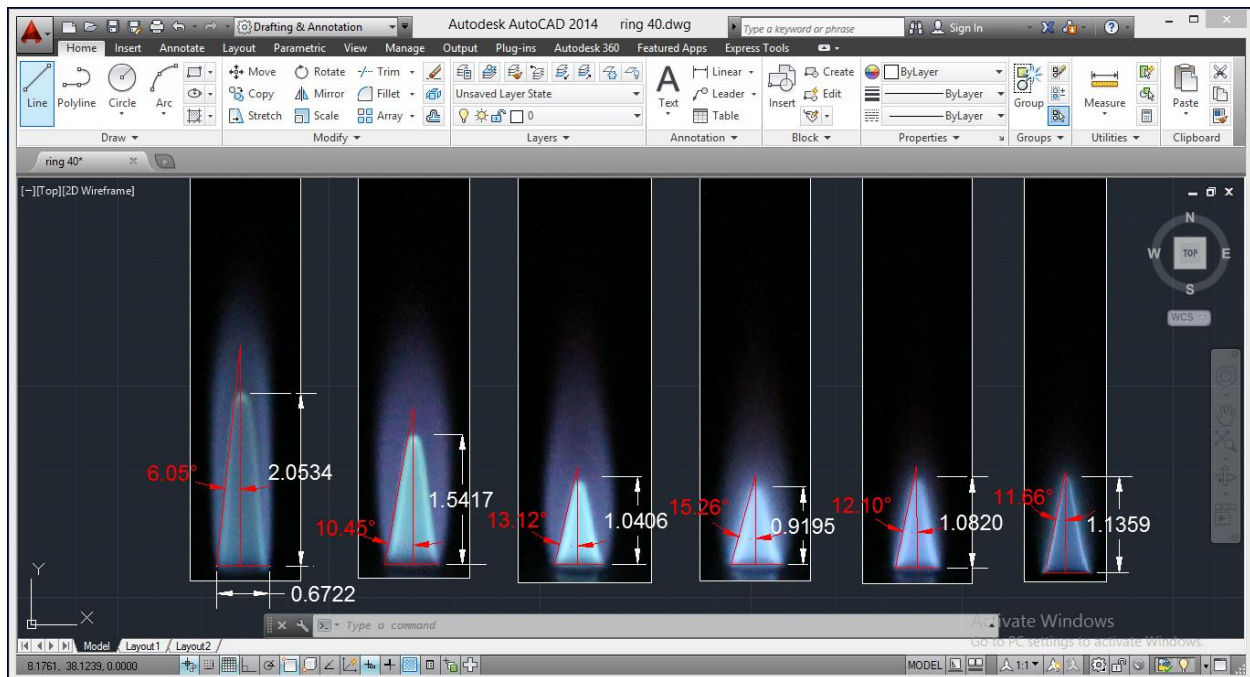 Drafting & Annotation
Autodesk AutoCAD 2014 ring 40.dwg
Type a keyword or phrase
Sign In
Home Insert Annotate Layout Parametric View Manage Output Plug-ins Autodesk 360 Featured Apps Express Tools
Line
Polyline
Circle
Arc
Move Rotate Trim
Copy Mirror Fillet
Stretch Scale Array
Unsaved Layer State
0
Text
Linear
Leader
Table
Insert
Create
Edit
ByLayer
ByLayer
ByLayer
Group
Measure
Paste
Draw Modify Layers Annotation Block Properties Groups Utilities Clipboard
ring 40*
[−][Top][2D Wireframe]
N
W TOP E
S
WCS
6.05° 2.0534
10.45° 1.5417
13.12° 1.0406
15.26° 0.9195
12.10° 1.0820
11.66° 1.1359
0.6722
Y
X
Type a command
Activate Windows
Go to PC settings to activate Windows.
Model Layout1 Layout2
8.1761, 38.1239, 0.0000
MODEL
1:1